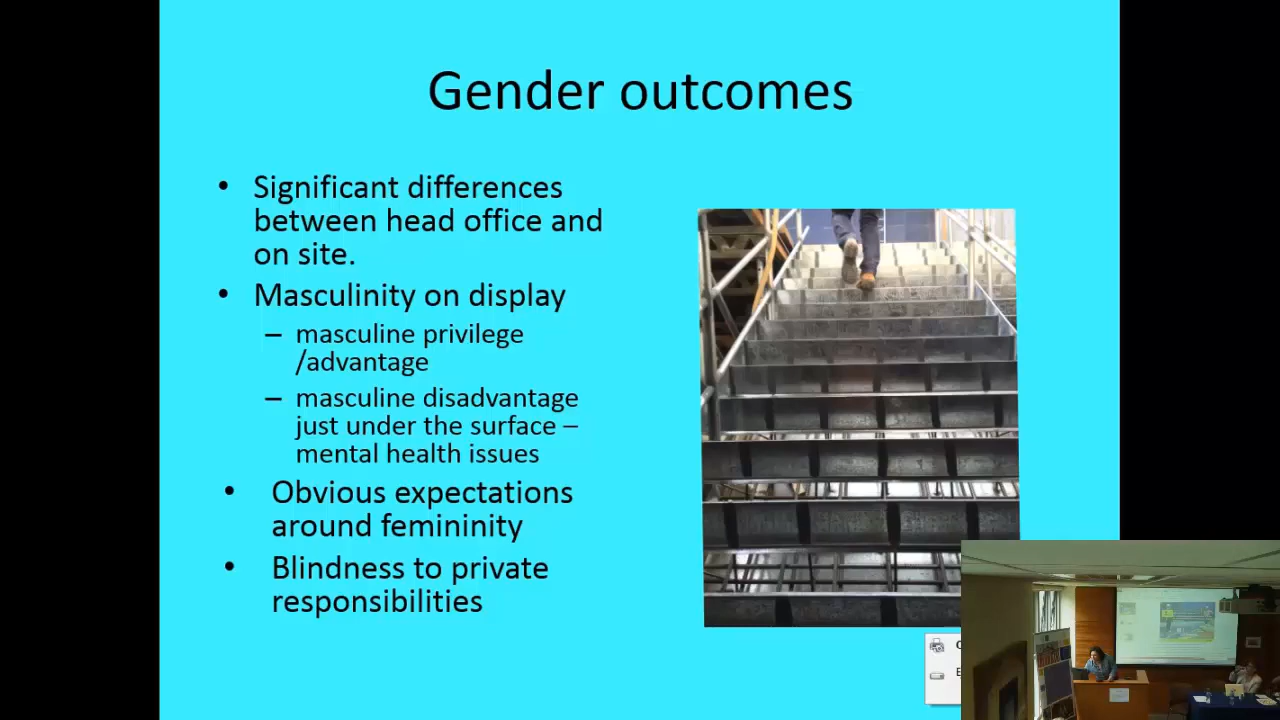 Gender outcomes
• Significant differences
between head office and
on site.
• Masculinity on display
– masculine privilege
/advantage
– masculine disadvantage
just under the surface –
mental health issues
• Obvious expectations
around femininity
• Blindness to private
responsibilities